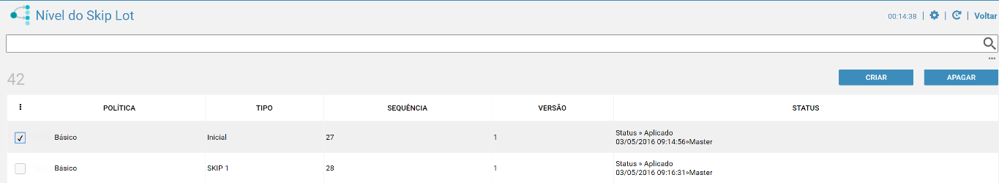 Nível do Skip Lot
00:14:38 | | | Voltar
42
CRIAR APAGAR
POLÍTICA TIPO SEQUÊNCIA VERSÃO STATUS
Básico Inicial 27 1 Status » Aplicado
03/05/2016 09:14:56»Master
Básico SKIP 1 28 1 Status » Aplicado
03/05/2016 09:16:31»Master